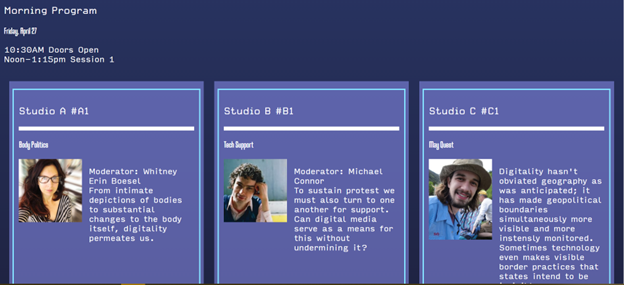 Morning Program
Friday, April 27
10:30AM Doors Open
Noon-1:15pm Session 1
Studio A #A1
Body Politics
Moderator: Whitney
Erin Boesel
From intimate
depictions of bodies
to substantial
changes to the body
itself, digitality
permeates us.
Studio B #B1
Tech Support
Moderator: Michael
Connor
To sustain protest we
must also turn to one
another for support.
Can digital media
serve as a means for
this without
undermining it?
Studio C #C1
May Quest
Digitality hasn't
obviated geography as
was anticipated; it
has made geopolitical
boundaries
simultaneously more
visible and more
instensly monitored.
Sometimes technology
even makes visible
border practices that
states intend to be